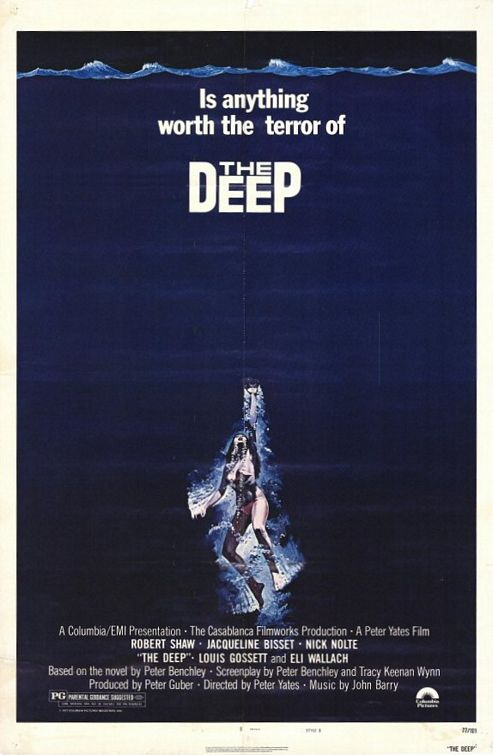 Is anything
worth the terror of
THE
DEEP
A Columbia/EMI Presentation · The Casablanca Filmworks Production · A Peter Yates Film
ROBERT SHAW · JACQUELINE BISSET · NICK NOLTE
"THE DEEP" · LOUIS GOSSETT and ELI WALLACH
Based on the novel by Peter Benchley · Screenplay by Peter Benchley and Tracy Keenan Wynn
Produced by Peter Guber · Directed by Peter Yates · Music by John Barry
PG PARENTAL GUIDANCE SUGGESTED
Columbia
Pictures
STYLE B
77/101
"THE DEEP"